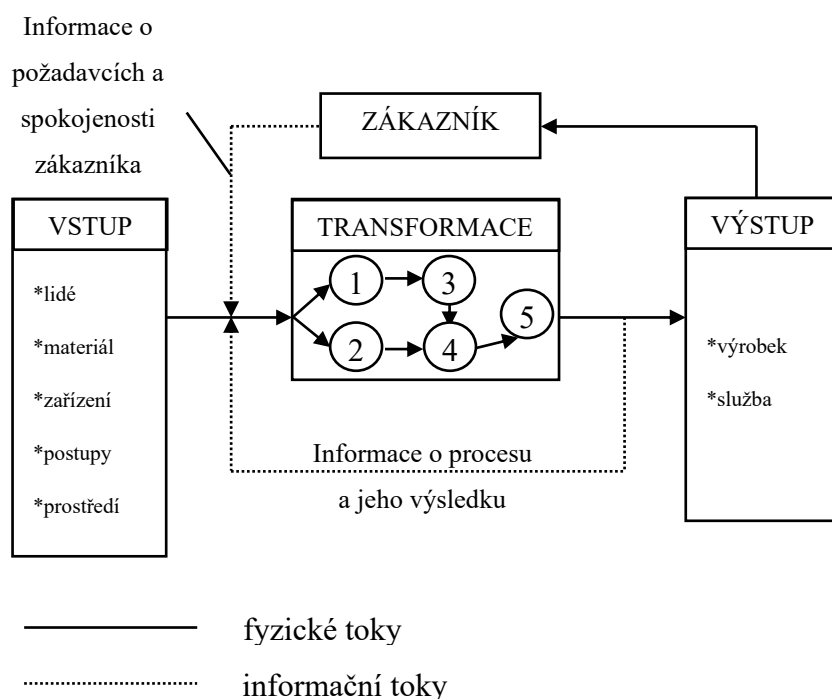 Informace o
požadavcích a
spokojenosti
zákazníka
ZÁKAZNÍK
VSTUP
*lidé
*materiál
*zařízení
*postupy
*prostředí
TRANSFORMACE
1
3
5
2
4
VÝSTUP
*výrobek
*služba
Informace o procesu
a jeho výsledku
fyzické toky
informační toky